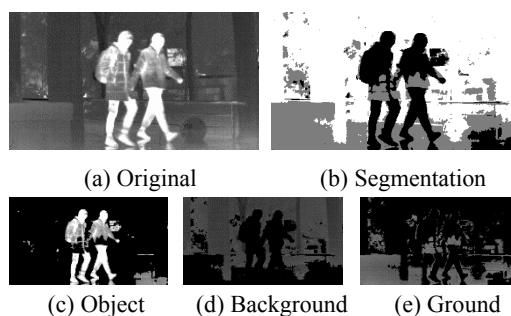 (a) Original
(b) Segmentation
(c) Object
(d) Background
(e) Ground